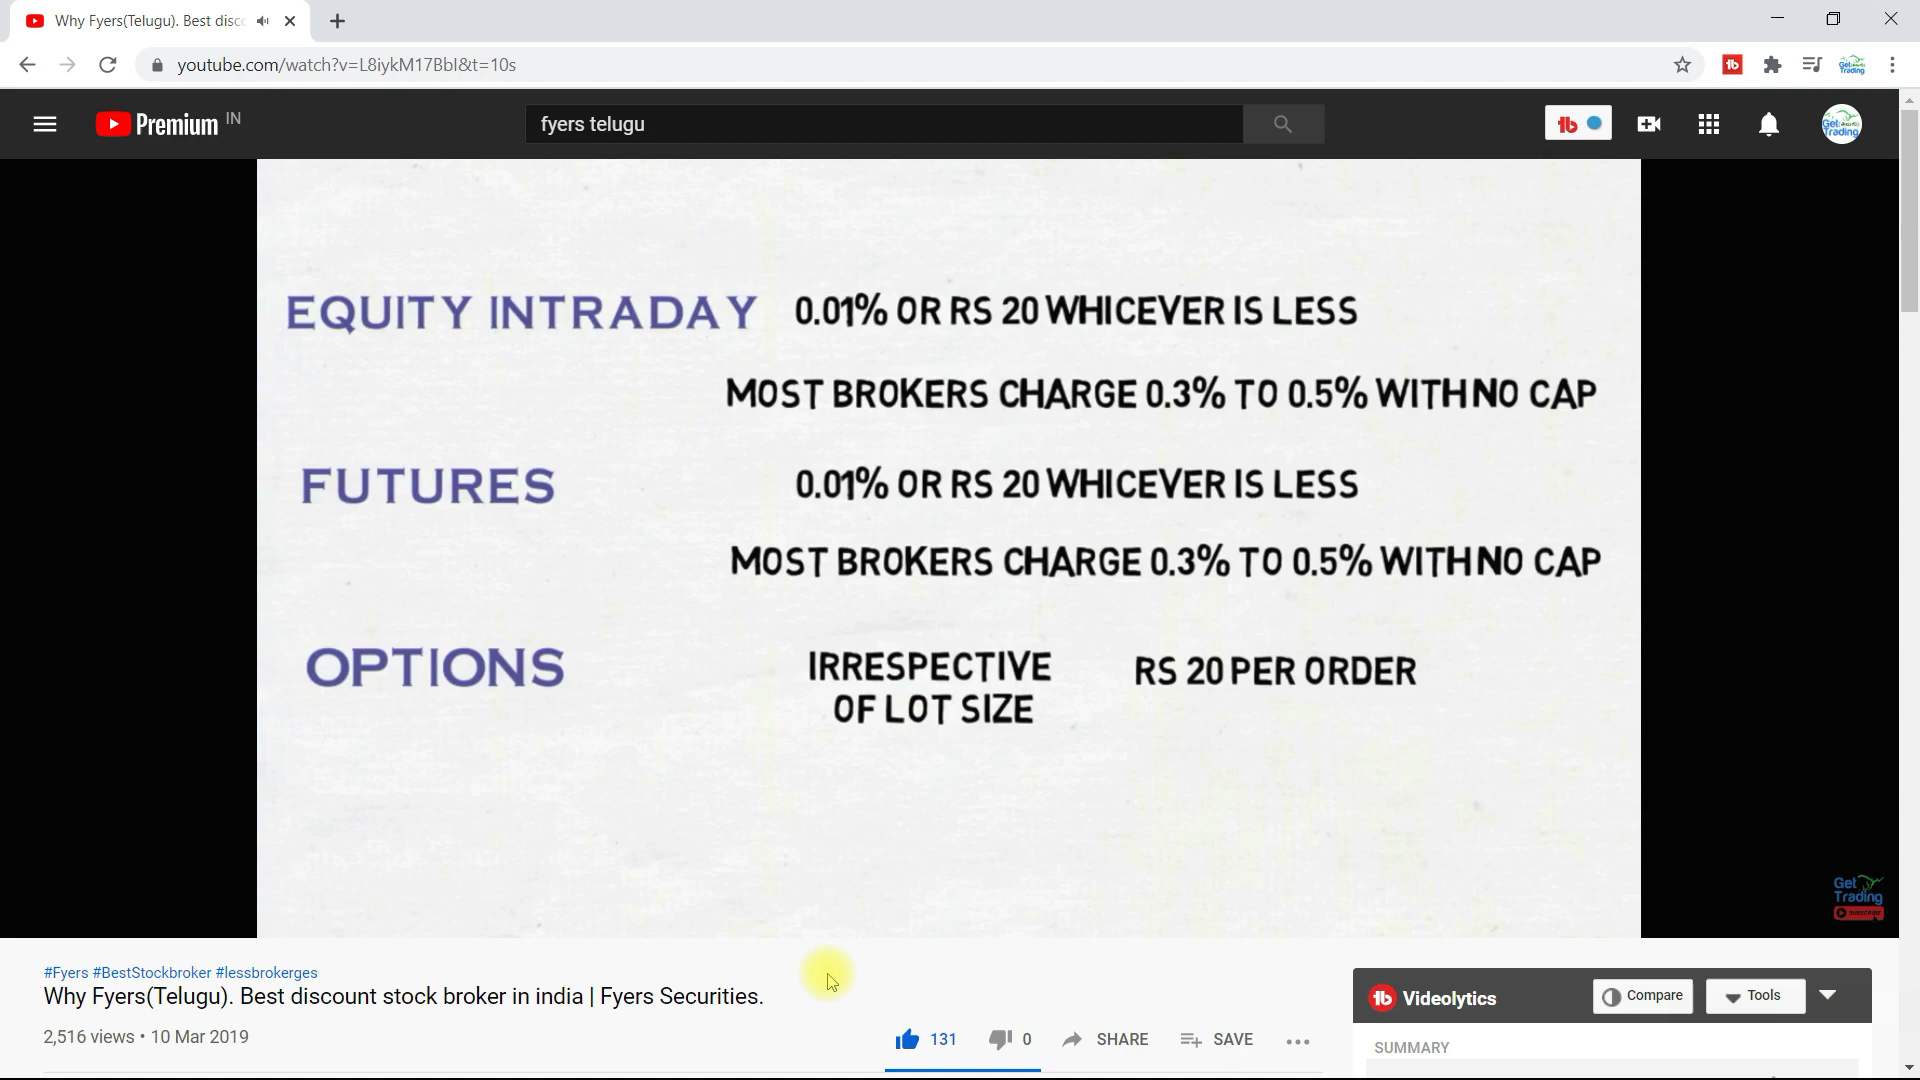 Why Fyers(Telugu). Best disc
youtube.com/watch?v=L8iykM17BbI&t=10s
Premium IN
fyers telugu
EQUITY INTRADAY 0.01% OR RS 20 WHICEVER IS LESS
MOST BROKERS CHARGE 0.3% TO 0.5% WITH NO CAP
FUTURES 0.01% OR RS 20 WHICEVER IS LESS
MOST BROKERS CHARGE 0.3% TO 0.5% WITH NO CAP
OPTIONS IRRESPECTIVE OF LOT SIZE RS 20 PER ORDER
Get
Trading
SUBSCRIBE
#Fyers #BestStockbroker #lessbrokerges
Why Fyers(Telugu). Best discount stock broker in india | Fyers Securities.
2,516 views • 10 Mar 2019
131 0 SHARE SAVE
Videolytics Compare Tools
SUMMARY